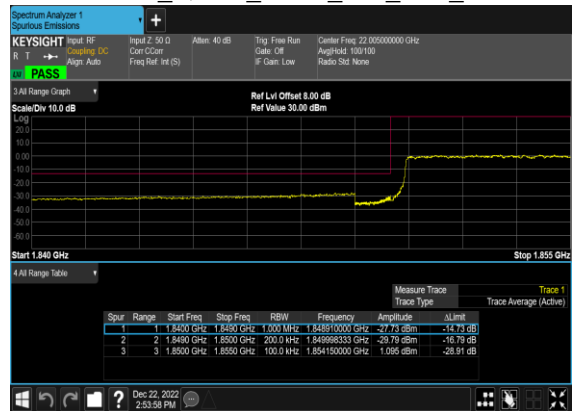 Spectrum Analyzer 1
Spurious Emissions
KEYSIGHT Input: RF Input Z: 50 Ω Atten: 40 dB Trig: Free Run Center Freq: 22.005000000 GHz
R T Coupling: DC Corr CCorr Gate: Off Avg|Hold: 100/100
Align: Auto Freq Ref: Int (S) IF Gain: Low Radio Std: None
PASS
3 All Range Graph
Ref Lvl Offset 8.00 dB
Scale/Div 10.0 dB Ref Value 30.00 dBm
Log
20.0
10.0
0.00
-10.0
-20.0
-30.0
-40.0
-50.0
-60.0
Start 1.840 GHz Stop 1.855 GHz
4 All Range Table
Measure Trace Trace 1
Trace Type Trace Average (Active)
Spur Range Start Freq Stop Freq RBW Frequency Amplitude ΔLimit
1 1 1.8400 GHz 1.8490 GHz 1.000 MHz 1.848910000 GHz -27.73 dBm -14.73 dB
2 2 1.8490 GHz 1.8500 GHz 200.0 kHz 1.849998333 GHz -29.79 dBm -16.79 dB
3 3 1.8500 GHz 1.8550 GHz 100.0 kHz 1.854150000 GHz 1.095 dBm -28.91 dB
? Dec 22, 2022
2:53:58 PM